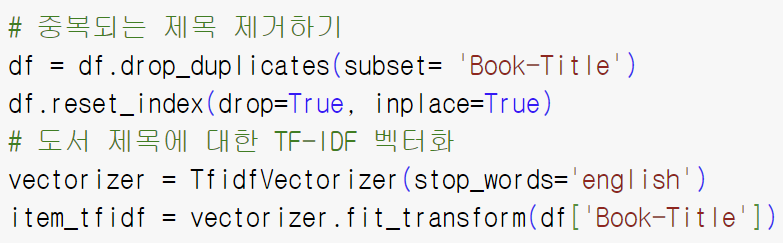 # 중복되는 제목 제거하기
df = df.drop_duplicates(subset= 'Book-Title')
df.reset_index(drop=True, inplace=True)
# 도서 제목에 대한 TF-IDF 벡터화
vectorizer = TfidfVectorizer(stop_words='english')
item_tfidf = vectorizer.fit_transform(df['Book-Title'])